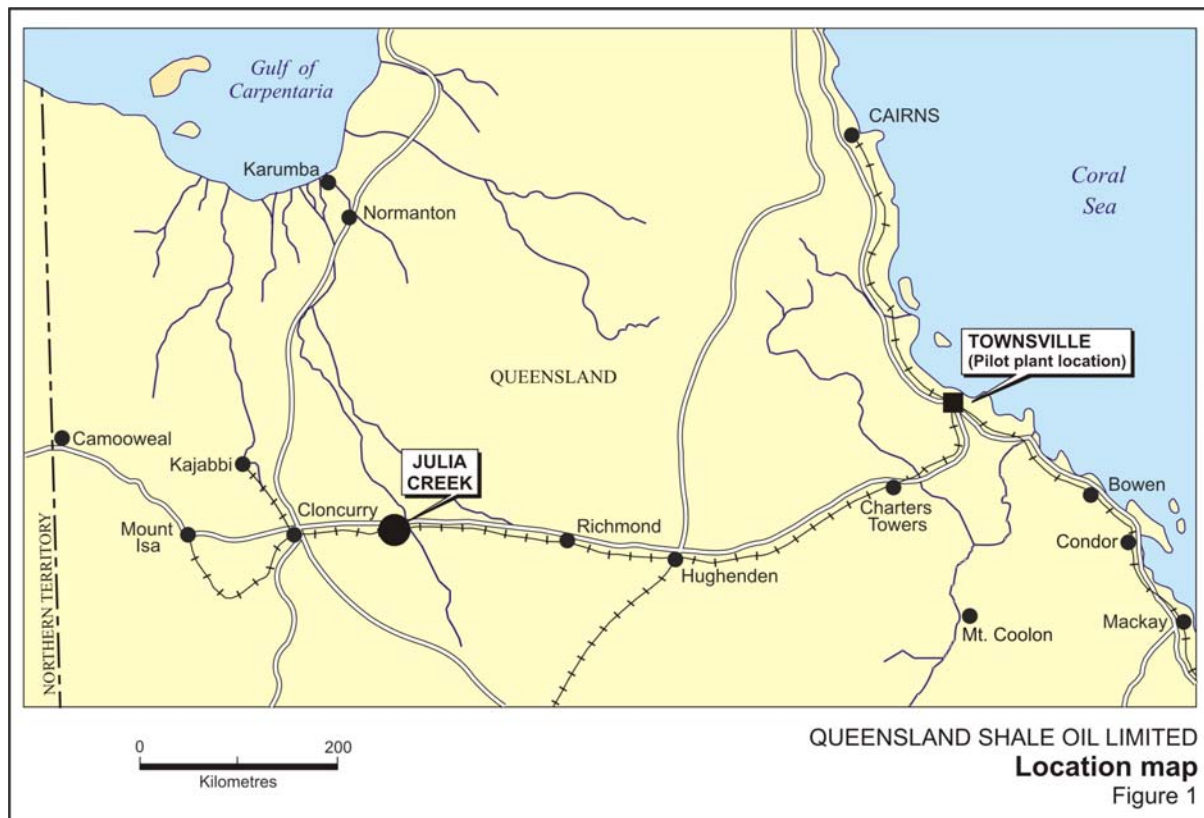 Gulf of
Carpentaria
CAIRNS
Karumba
Coral
Sea
Normanton
TOWNSVILLE
(Pilot plant location)
QUEENSLAND
Camooweal
Kajabbi
JULIA
CREEK
Cloncurry
Mount
Isa
Richmond
Charters
Towers
Bowen
Condor
Hughenden
Mt. Coolon
Mackay
NORTHERN TERRITORY
0
200
Kilometres
QUEENSLAND SHALE OIL LIMITED
Location map
Figure 1